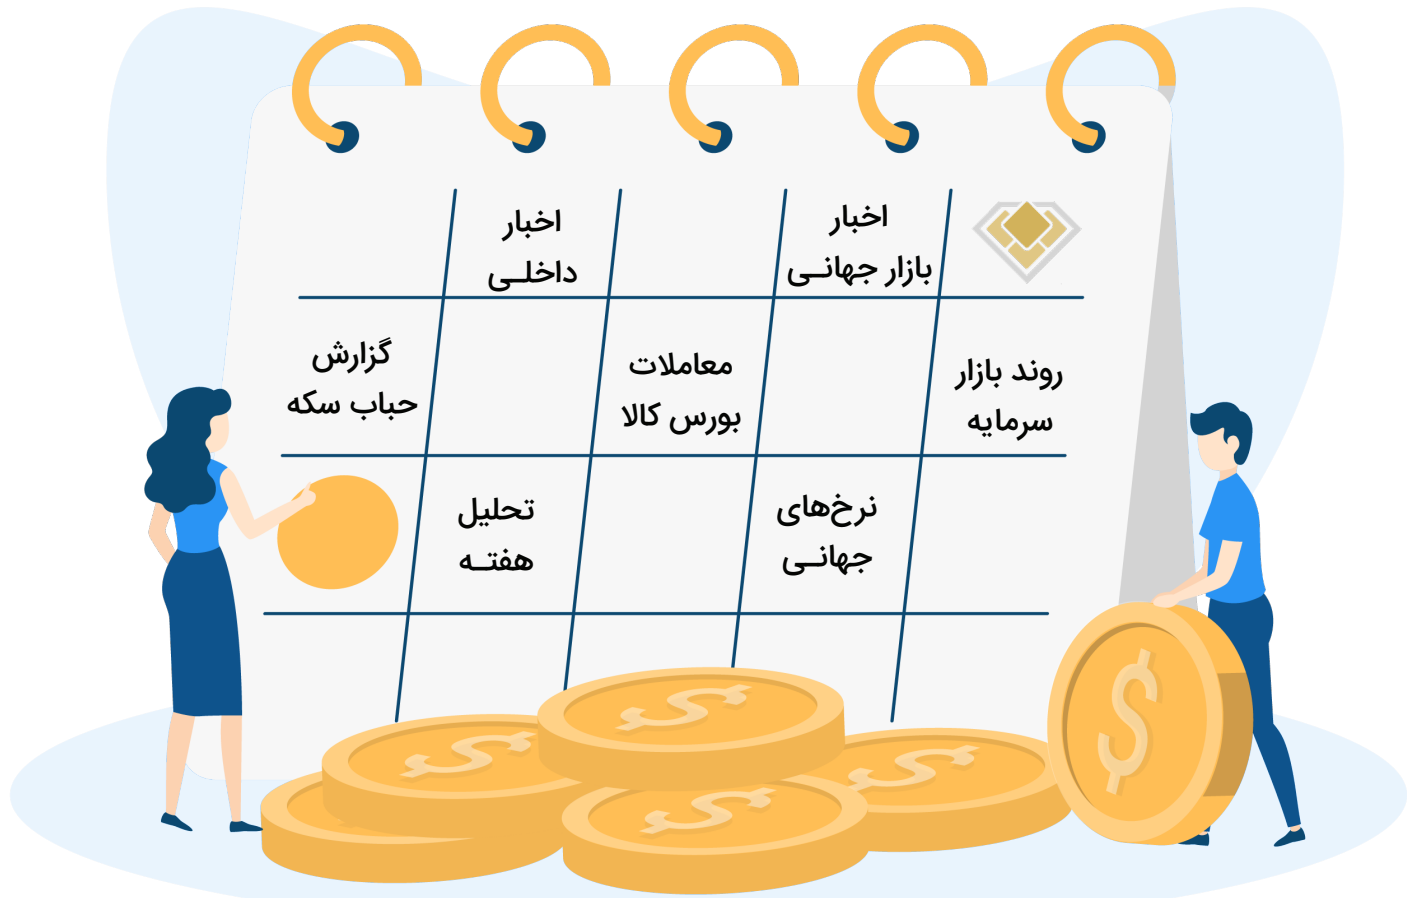 اخبار
بازار جهانـی
اخبار
داخلـی
روند بازار
سرمایه
معاملات
بورس کالا
گزارش
حباب سکه
نرخ‌های
جهانـی
تحلیل
هفتـه
$
$
$
$
$